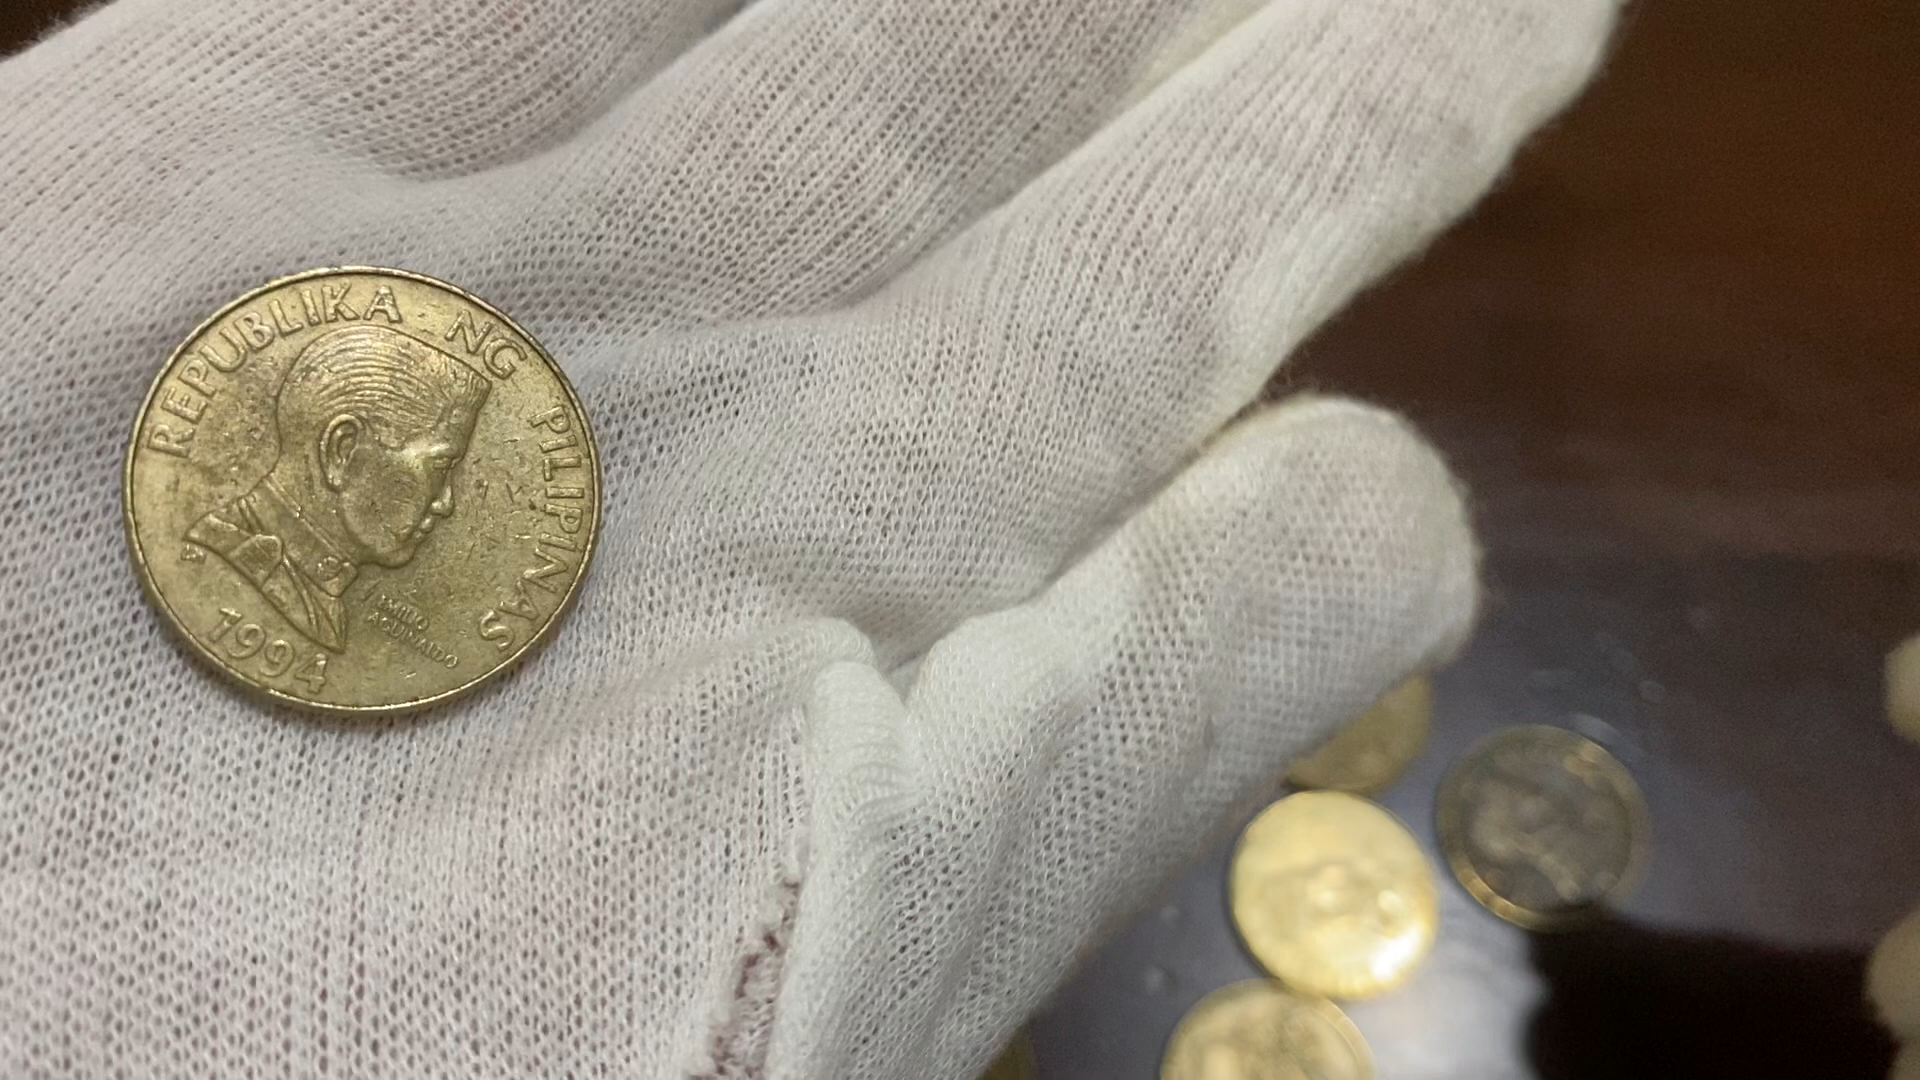 REPUBLIKA NG PILIPINAS
EMILIO
AGUINALDO
1994